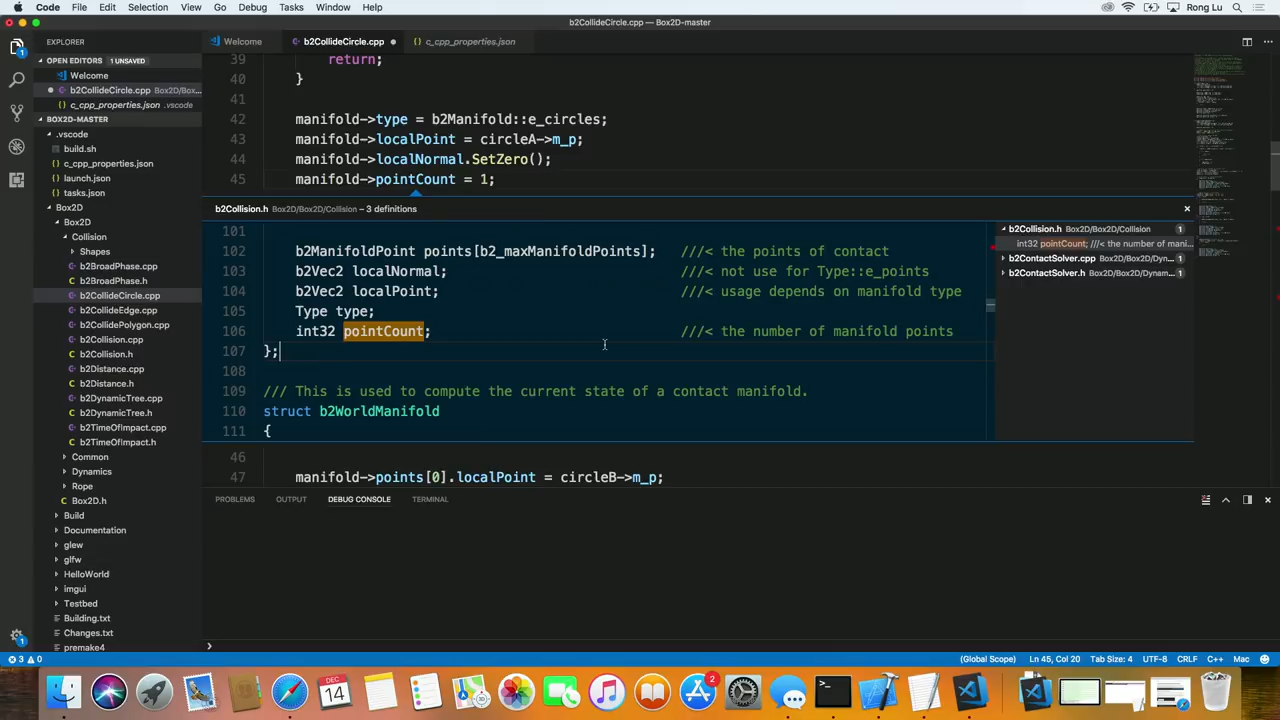 Code File Edit Selection View Go Debug Tasks Window Help Rong Lu
b2CollideCircle.cpp — Box2D-master
EXPLORER
OPEN EDITORS 1 UNSAVED
Welcome
b2CollideCircle.cpp Box2D/Box...
c_cpp_properties.json .vscode
BOX2D-MASTER
.vscode
build.sh
c_cpp_properties.json
launch.json
tasks.json
Box2D
Box2D
Collision
Shapes
b2BroadPhase.cpp
b2BroadPhase.h
b2CollideCircle.cpp
b2CollideEdge.cpp
b2CollidePolygon.cpp
b2Collision.cpp
b2Collision.h
b2Distance.cpp
b2Distance.h
b2DynamicTree.cpp
b2DynamicTree.h
b2TimeOfImpact.cpp
b2TimeOfImpact.h
Common
Dynamics
Rope
Box2D.h
Build
Documentation
glew
glfw
HelloWorld
imgui
Testbed
Building.txt
Changes.txt
premake4
Welcome b2CollideCircle.cpp c_cpp_properties.json
39 return;
40 }
41
42 manifold->type = b2Manifold::e_circles;
43 manifold->localPoint = circleA->m_p;
44 manifold->localNormal.SetZero();
45 manifold->pointCount = 1;
b2Collision.h Box2D/Box2D/Collision – 3 definitions
101
102 b2ManifoldPoint points[b2_maxManifoldPoints]; ///< the points of contact
103 b2Vec2 localNormal; ///< not use for Type::e_points
104 b2Vec2 localPoint; ///< usage depends on manifold type
105 Type type;
106 int32 pointCount; ///< the number of manifold points
107 };
108
109 /// This is used to compute the current state of a contact manifold.
110 struct b2WorldManifold
111 {
b2Collision.h Box2D/Box2D/Collision 1
int32 pointCount; ///< the number of mani...
b2ContactSolver.cpp Box2D/Box2D/Dyn... 1
b2ContactSolver.h Box2D/Box2D/Dynam... 1
46
47 manifold->points[0].localPoint = circleB->m_p;
PROBLEMS OUTPUT DEBUG CONSOLE TERMINAL
3 0 (Global Scope) Ln 45, Col 20 Tab Size: 4 UTF-8 CRLF C++ Mac
DEC
14
2